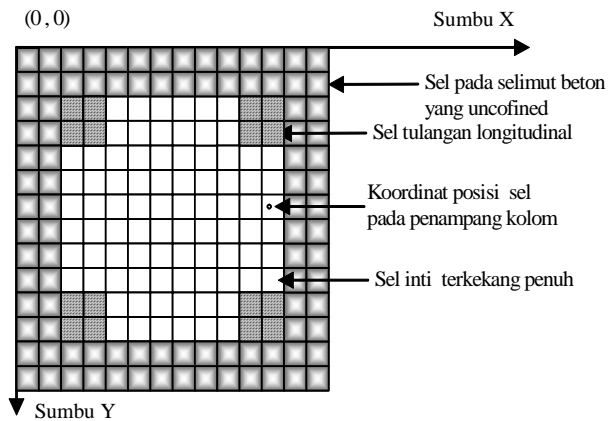 (0,0)
Sumbu X
Sel pada selimut beton
yang uncofined
Sel tulangan longitudinal
Koordinat posisi sel
pada penampang kolom
Sel inti terkekang penuh
Sumbu Y